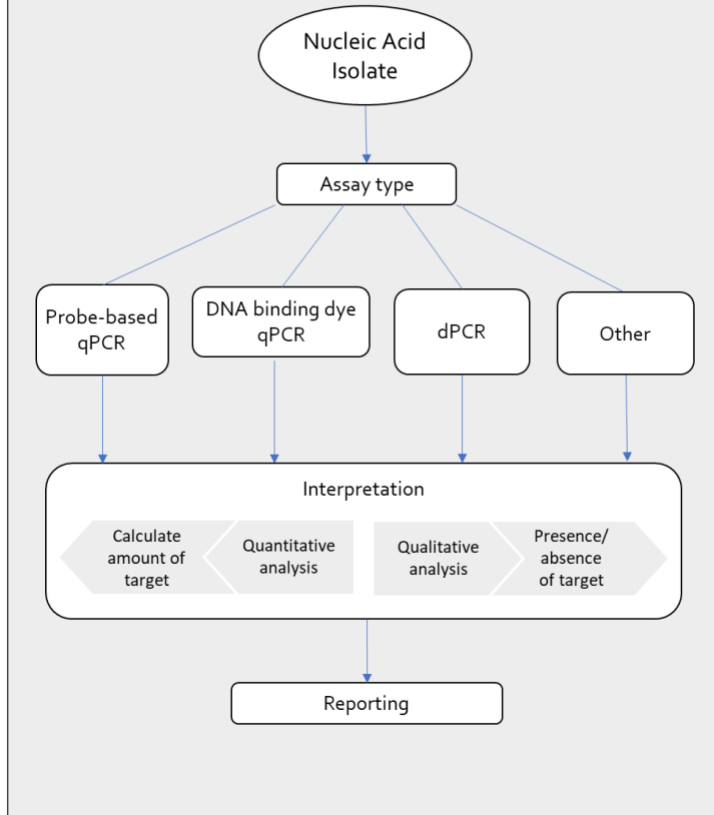 Nucleic Acid
Isolate
Assay type
Probe-based
qPCR
DNA binding dye
qPCR
dPCR
Other
Interpretation
Calculate
amount of
target
Quantitative
analysis
Qualitative
analysis
Presence/
absence
of target
Reporting